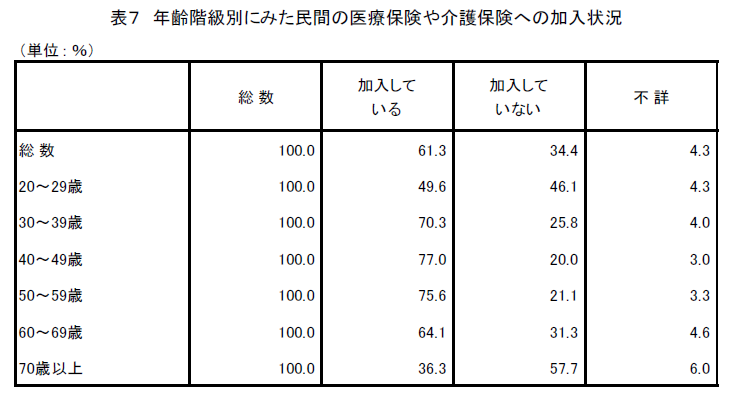 表7 年齢階級別にみた民間の医療保険や介護保険への加入状況
（単位：%）
総 数 加入している 加入していない 不 詳
総 数 100.0 61.3 34.4 4.3
20～29歳 100.0 49.6 46.1 4.3
30～39歳 100.0 70.3 25.8 4.0
40～49歳 100.0 77.0 20.0 3.0
50～59歳 100.0 75.6 21.1 3.3
60～69歳 100.0 64.1 31.3 4.6
70歳以上 100.0 36.3 57.7 6.0